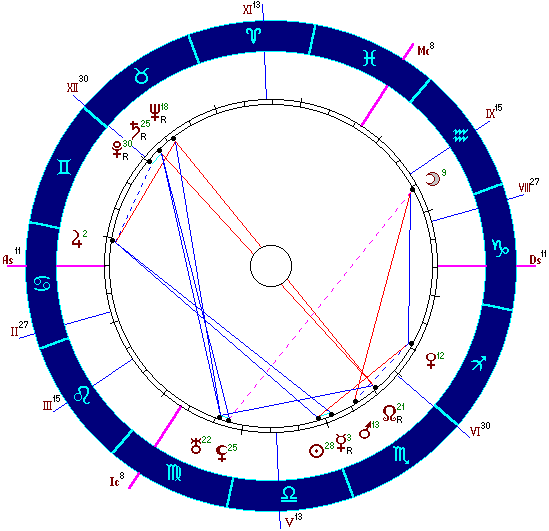 XI 13
♈
♓
Mc 8
♉
XII 30
♆ 18 R
♄ 25 R
♇ 30 R
IX 15
♒
♊
☽ 9
VIII 27
♃ 2
♑
As 11
Ds 11
♋
II 27
♀ 12
♐
♌
III 15
☊ 21 R
♅ 22
⚸ 25
☉ 28
☿ 3 R
♂ 13
VI 30
♏
♍
Ic 8
♎
V 13